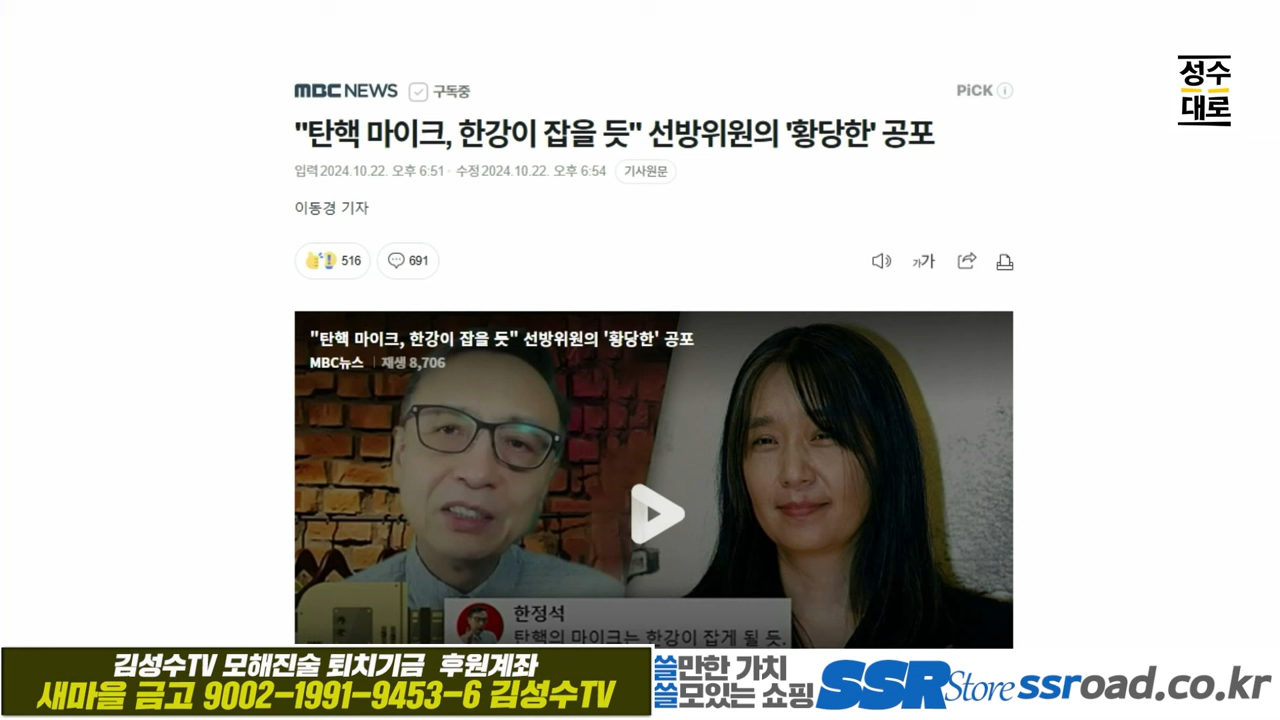 MBC NEWS 구독중
PiCK
성수
대로
"탄핵 마이크, 한강이 잡을 듯" 선방위원의 '황당한' 공포
입력 2024.10.22. 오후 6:51 · 수정 2024.10.22. 오후 6:54 기사원문
이동경 기자
516 691
가가
"탄핵 마이크, 한강이 잡을 듯" 선방위원의 '황당한' 공포
MBC뉴스 | 재생 8,706
한정석
탄핵의 마이크는 한강이 잡게 될 듯.
김성수TV 모해진술 퇴치기금 후원계좌
새마을 금고 9002-1991-9453-6 김성수TV
쓸만한 가치
쓸모있는 쇼핑
SSR Store ssroad.co.kr